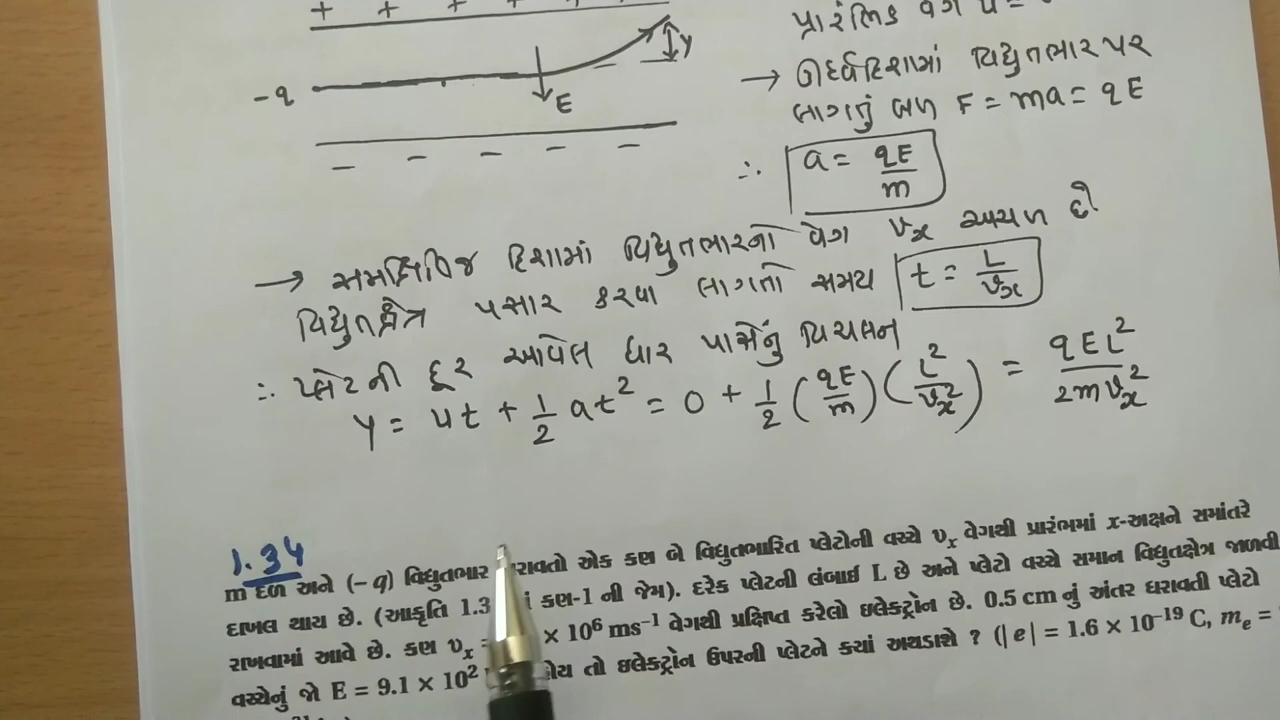 + + + + + +
પ્રારંભિક વેગ u =
y
-q
E
→ ઊર્ધ્વદિશામાં વિદ્યુતભાર પર
લાગતું બળ F = ma = qE
∴ a = qE/m
→ સમક્ષિતિજ દિશામાં વિદ્યુતભારનો વેગ vx અચળ છે
વિદ્યુતક્ષેત્ર પસાર કરવા લાગતો સમય t = L/vx
∴ પ્લેટની દૂર આવેલ ધાર પાસેનું વિચલન
y = ut + 1/2 at² = 0 + 1/2 (qE/m)(L²/vx²) = qEL²/2mvx²
1.34
m દળ અને (– q) વિદ્યુતભાર ધરાવતો એક કણ બે વિદ્યુતભારિત પ્લેટોની વચ્ચે vx વેગથી પ્રારંભમાં x-અક્ષને સમાંતરે
દાખલ થાય છે. (આકૃતિ 1.3 કણ-1 ની જેમ). દરેક પ્લેટની લંબાઈ L છે અને પ્લેટો વચ્ચે સમાન વિદ્યુતક્ષેત્ર જાળવી
રાખવામાં આવે છે. કણ vx = × 10⁶ ms⁻¹ વેગથી પ્રક્ષિપ્ત કરેલો ઇલેક્ટ્રોન છે. 0.5 cm નું અંતર ધરાવતી પ્લેટો
વચ્ચેનું જો E = 9.1 × 10² હોય તો ઇલેક્ટ્રોન ઉપરની પ્લેટને ક્યાં અથડાશે ? (|e| = 1.6 × 10⁻¹⁹ C, me =